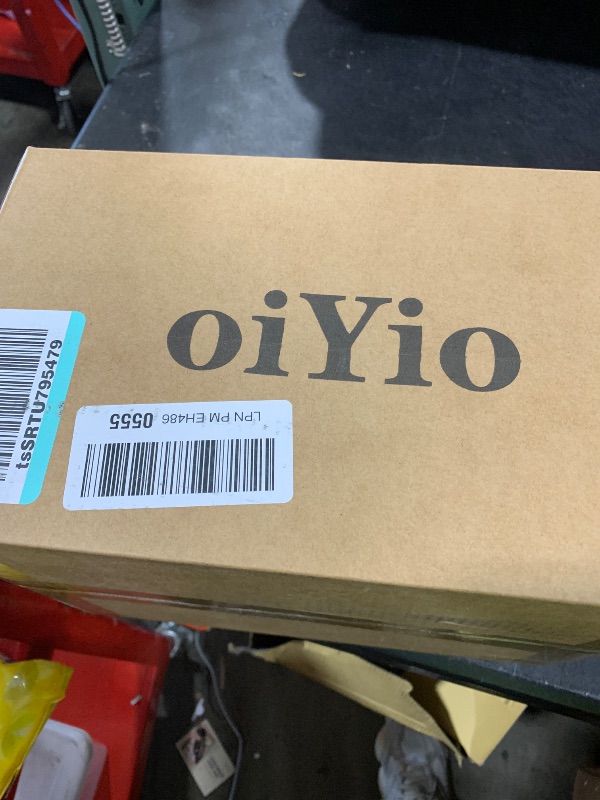 oiYio
tsSRTU795479
LPN PM EH486 0555